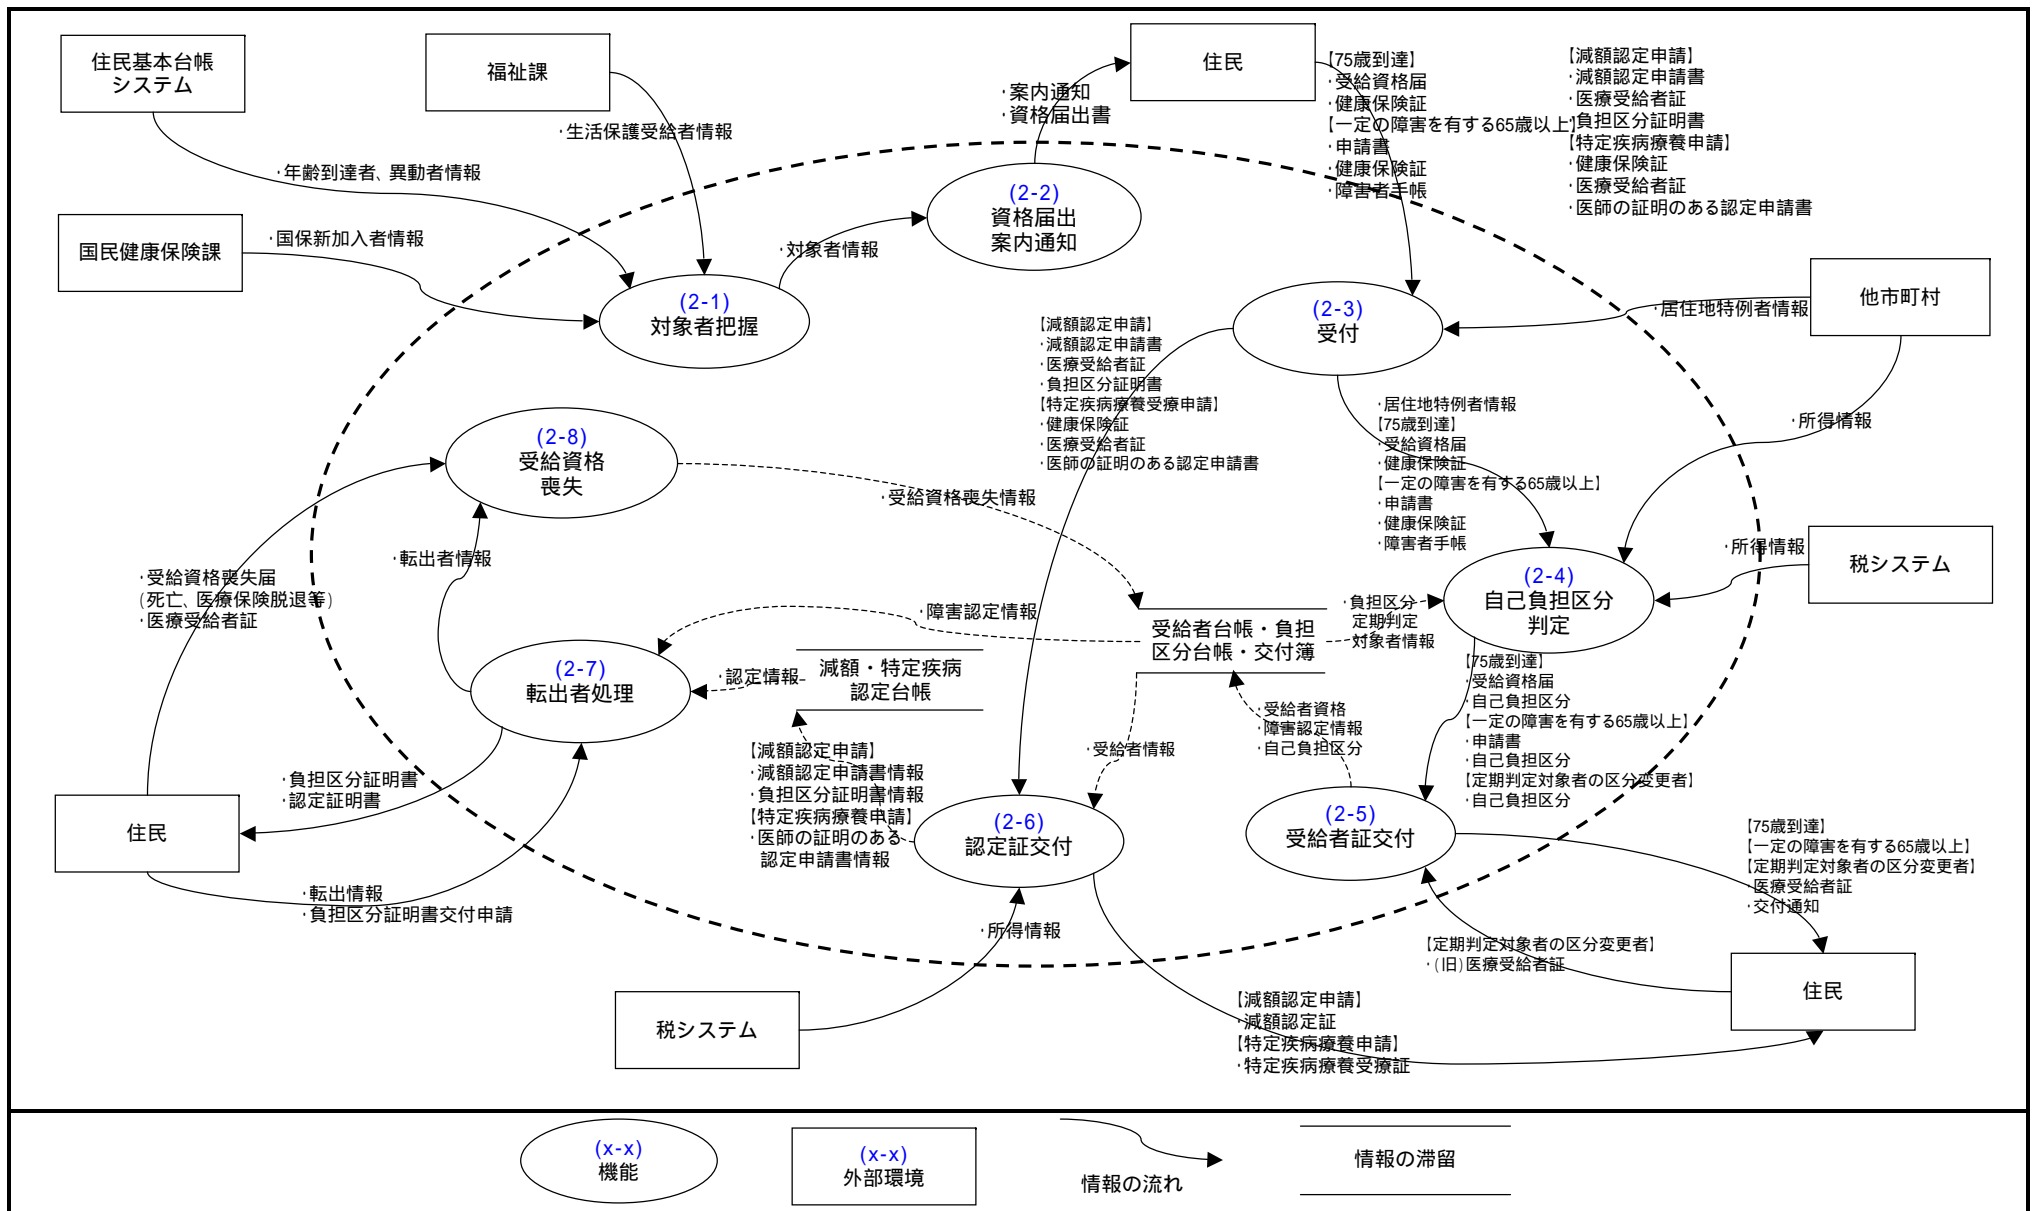 住民基本台帳
システム
福祉課
住民
・案内通知
・資格届出書
【75歳到達】
・受給資格届
・健康保険証
【一定の障害を有する65歳以上】
・申請書
・健康保険証
・障害者手帳
【減額認定申請】
・減額認定申請書
・医療受給者証
・負担区分証明書
【特定疾病療養申請】
・健康保険証
・医療受給者証
・医師の証明のある認定申請書
・生活保護受給者情報
・年齢到達者、異動者情報
国民健康保険課
・国保新加入者情報
(2-1)
対象者把握
・対象者情報
(2-2)
資格届出
案内通知
(2-3)
受付
・居住地特例者情報
他市町村
・所得情報
【減額認定申請】
・減額認定申請書
・医療受給者証
・負担区分証明書
【特定疾病療養受療申請】
・健康保険証
・医療受給者証
・医師の証明のある認定申請書
・居住地特例者情報
【75歳到達】
・受給資格届
・健康保険証
【一定の障害を有する65歳以上】
・申請書
・健康保険証
・障害者手帳
(2-8)
受給資格
喪失
・受給資格喪失情報
・転出者情報
・受給資格喪失届
(死亡、医療保険脱退等)
・医療受給者証
・所得情報
税システム
(2-4)
自己負担区分
判定
・負担区分
定期判定
対象者情報
受給者台帳・負担
区分台帳・交付簿
・障害認定情報
(2-7)
転出者処理
・認定情報
減額・特定疾病
認定台帳
【75歳到達】
・受給資格届
・自己負担区分
【一定の障害を有する65歳以上】
・申請書
・自己負担区分
【定期判定対象者の区分変更者】
・自己負担区分
・受給者資格
・障害認定情報
・自己負担区分
・受給者情報
【減額認定申請】
・減額認定申請書情報
・負担区分証明書情報
【特定疾病療養申請】
・医師の証明のある
認定申請書情報
・負担区分証明書
・認定証明書
住民
・転出情報
・負担区分証明書交付申請
(2-6)
認定証交付
(2-5)
受給者証交付
【75歳到達】
【一定の障害を有する65歳以上】
【定期判定対象者の区分変更者】
・医療受給者証
・交付通知
・所得情報
【定期判定対象者の区分変更者】
・(旧)医療受給者証
住民
税システム
【減額認定申請】
・減額認定証
【特定疾病療養申請】
・特定疾病療養受療証
(x-x)
機能
(x-x)
外部環境
情報の流れ
情報の滞留